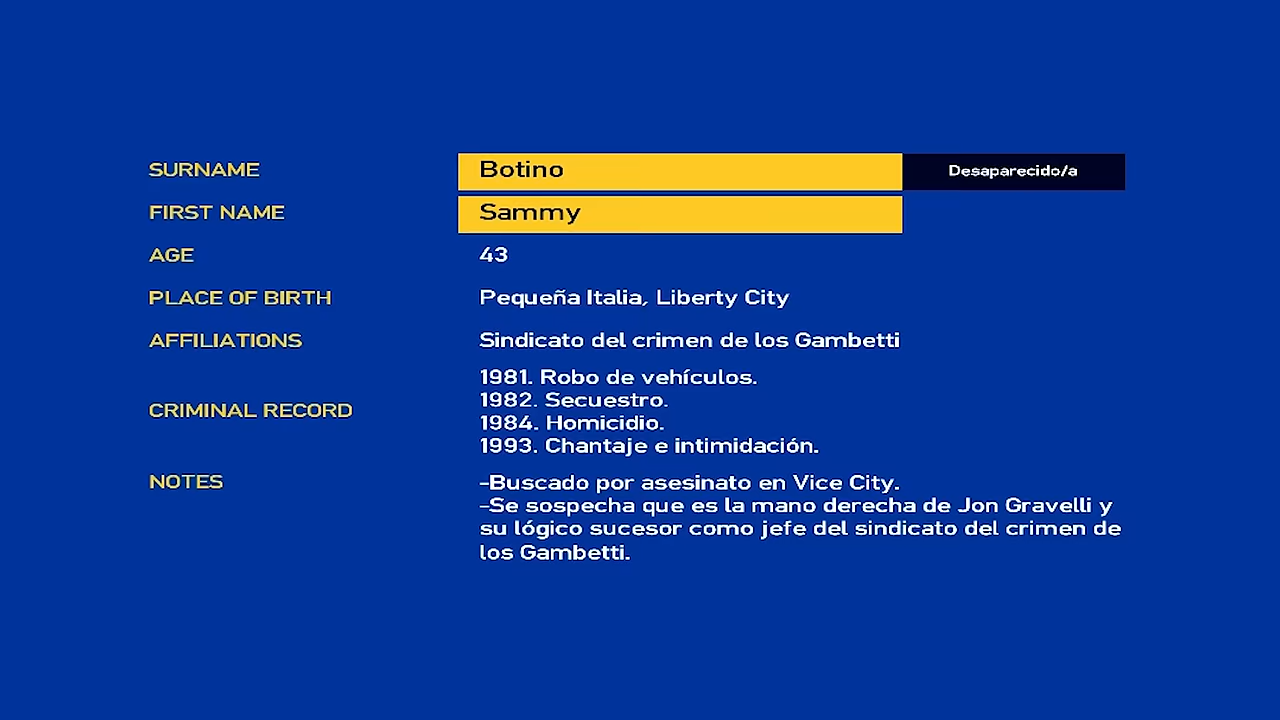 SURNAME Botino Desaparecido/a
FIRST NAME Sammy
AGE 43
PLACE OF BIRTH Pequeña Italia, Liberty City
AFFILIATIONS Sindicato del crimen de los Gambetti
CRIMINAL RECORD
1981. Robo de vehículos.
1982. Secuestro.
1984. Homicidio.
1993. Chantaje e intimidación.
NOTES
-Buscado por asesinato en Vice City.
-Se sospecha que es la mano derecha de Jon Gravelli y
su lógico sucesor como jefe del sindicato del crimen de
los Gambetti.